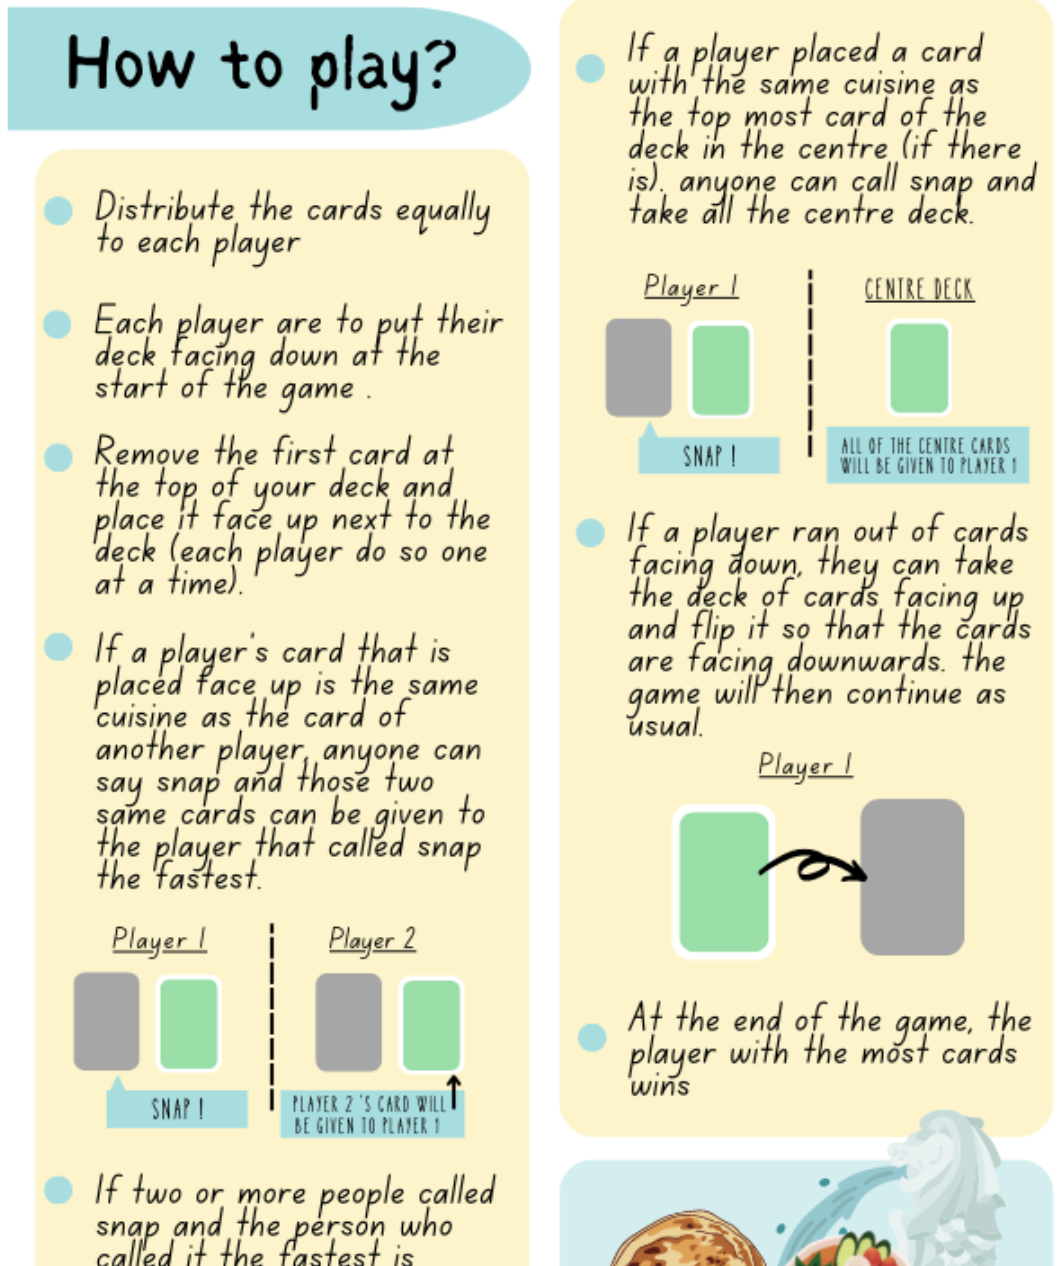 How to play?
Distribute the cards equally
to each player
Each player are to put their
deck facing down at the
start of the game .
Remove the first card at
the top of your deck and
place it face up next to the
deck (each player do so one
at a time).
If a player's card that is
placed face up is the same
cuisine as the card of
another player, anyone can
say snap and those two
same cards can be given to
the player that called snap
the fastest.
Player 1
Player 2
SNAP !
PLAYER 2 'S CARD WILL
BE GIVEN TO PLAYER 1
If two or more people called
snap and the person who
called it the fastest is
If a player placed a card
with the same cuisine as
the top most card of the
deck in the centre (if there
is). anyone can call snap and
take all the centre deck.
Player 1
CENTRE DECK
SNAP !
ALL OF THE CENTRE CARDS
WILL BE GIVEN TO PLAYER 1
If a player ran out of cards
facing down, they can take
the deck of cards facing up
and flip it so that the cards
are facing downwards. the
game will then continue as
usual.
Player 1
At the end of the game, the
player with the most cards
wins